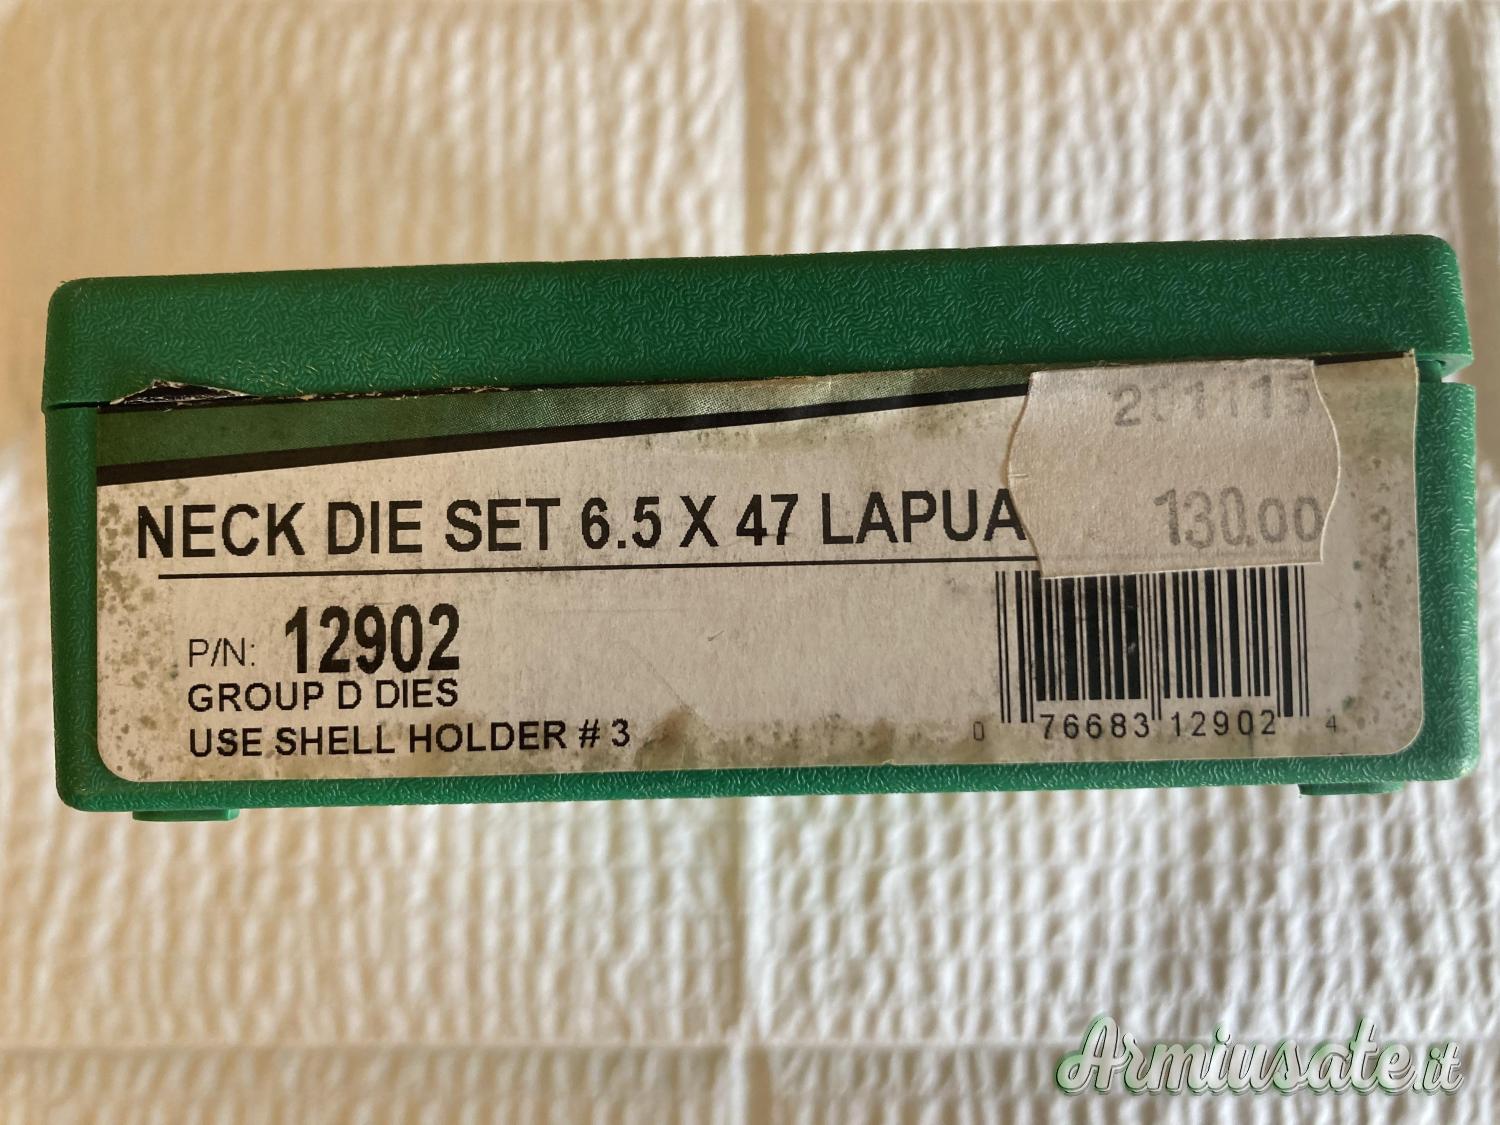 201115
130.00
NECK DIE SET 6.5 X 47 LAPUA
P/N: 12902
GROUP D DIES
USE SHELL HOLDER # 3
0 76683 12902 4
Armiusate.it